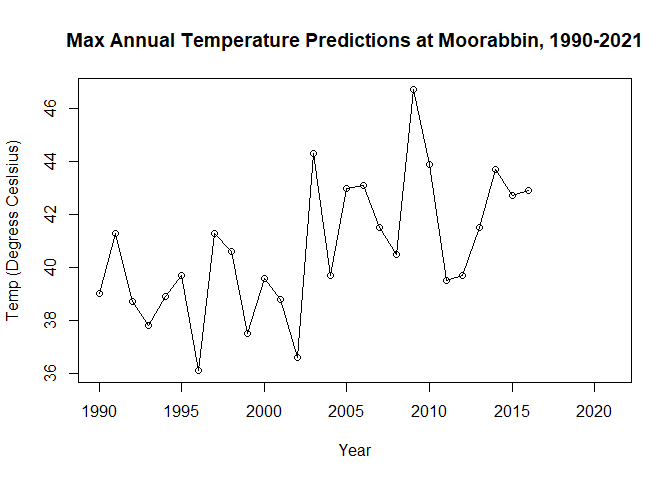 Max Annual Temperature Predictions at Moorabbin, 1990-2021
Temp (Degress Ceslsius)
46
44
42
40
38
36
1990 1995 2000 2005 2010 2015 2020
Year